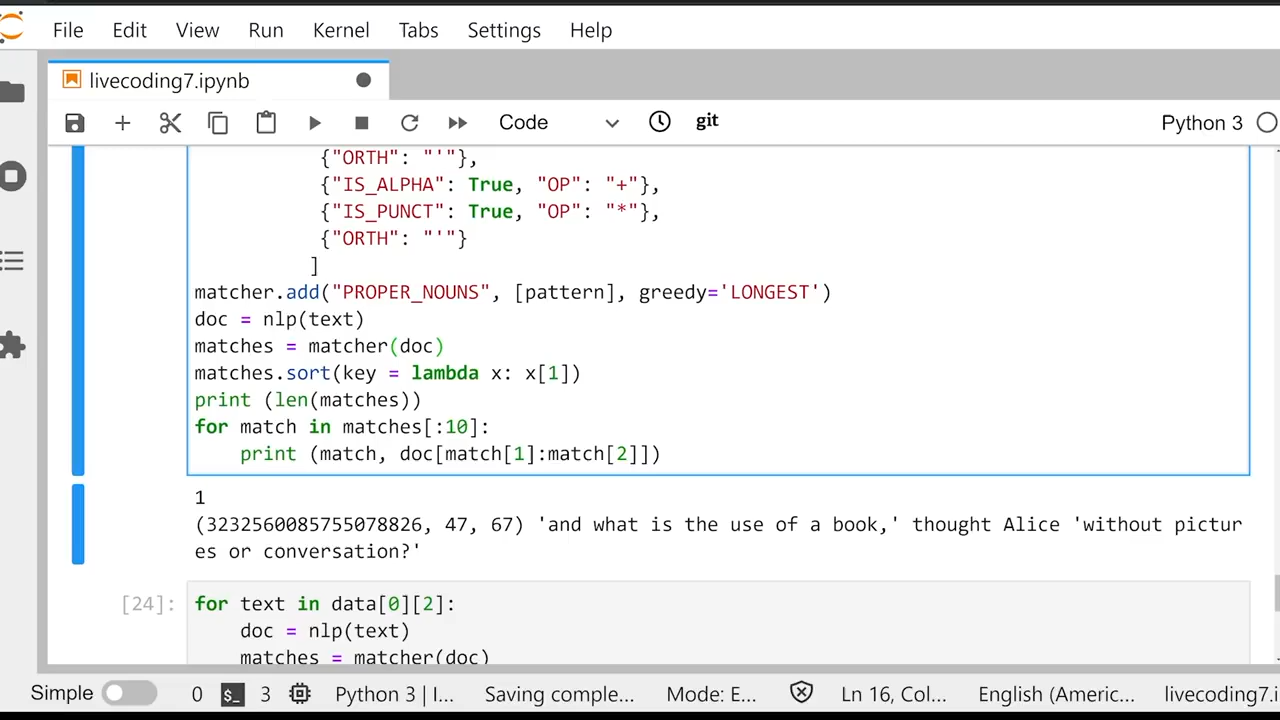 File Edit View Run Kernel Tabs Settings Help
livecoding7.ipynb
Code git Python 3
{"ORTH": "'"},
{"IS_ALPHA": True, "OP": "+"},
{"IS_PUNCT": True, "OP": "*"},
{"ORTH": "'"}
]
matcher.add("PROPER_NOUNS", [pattern], greedy='LONGEST')
doc = nlp(text)
matches = matcher(doc)
matches.sort(key = lambda x: x[1])
print (len(matches))
for match in matches[:10]:
print (match, doc[match[1]:match[2]])
1
(3232560085755078826, 47, 67) 'and what is the use of a book,' thought Alice 'without pictur
es or conversation?'
[24]: for text in data[0][2]:
doc = nlp(text)
matches = matcher(doc)
Simple 0 $_ 3 Python 3 | I... Saving comple... Mode: E... Ln 16, Col... English (Americ... livecoding7.i